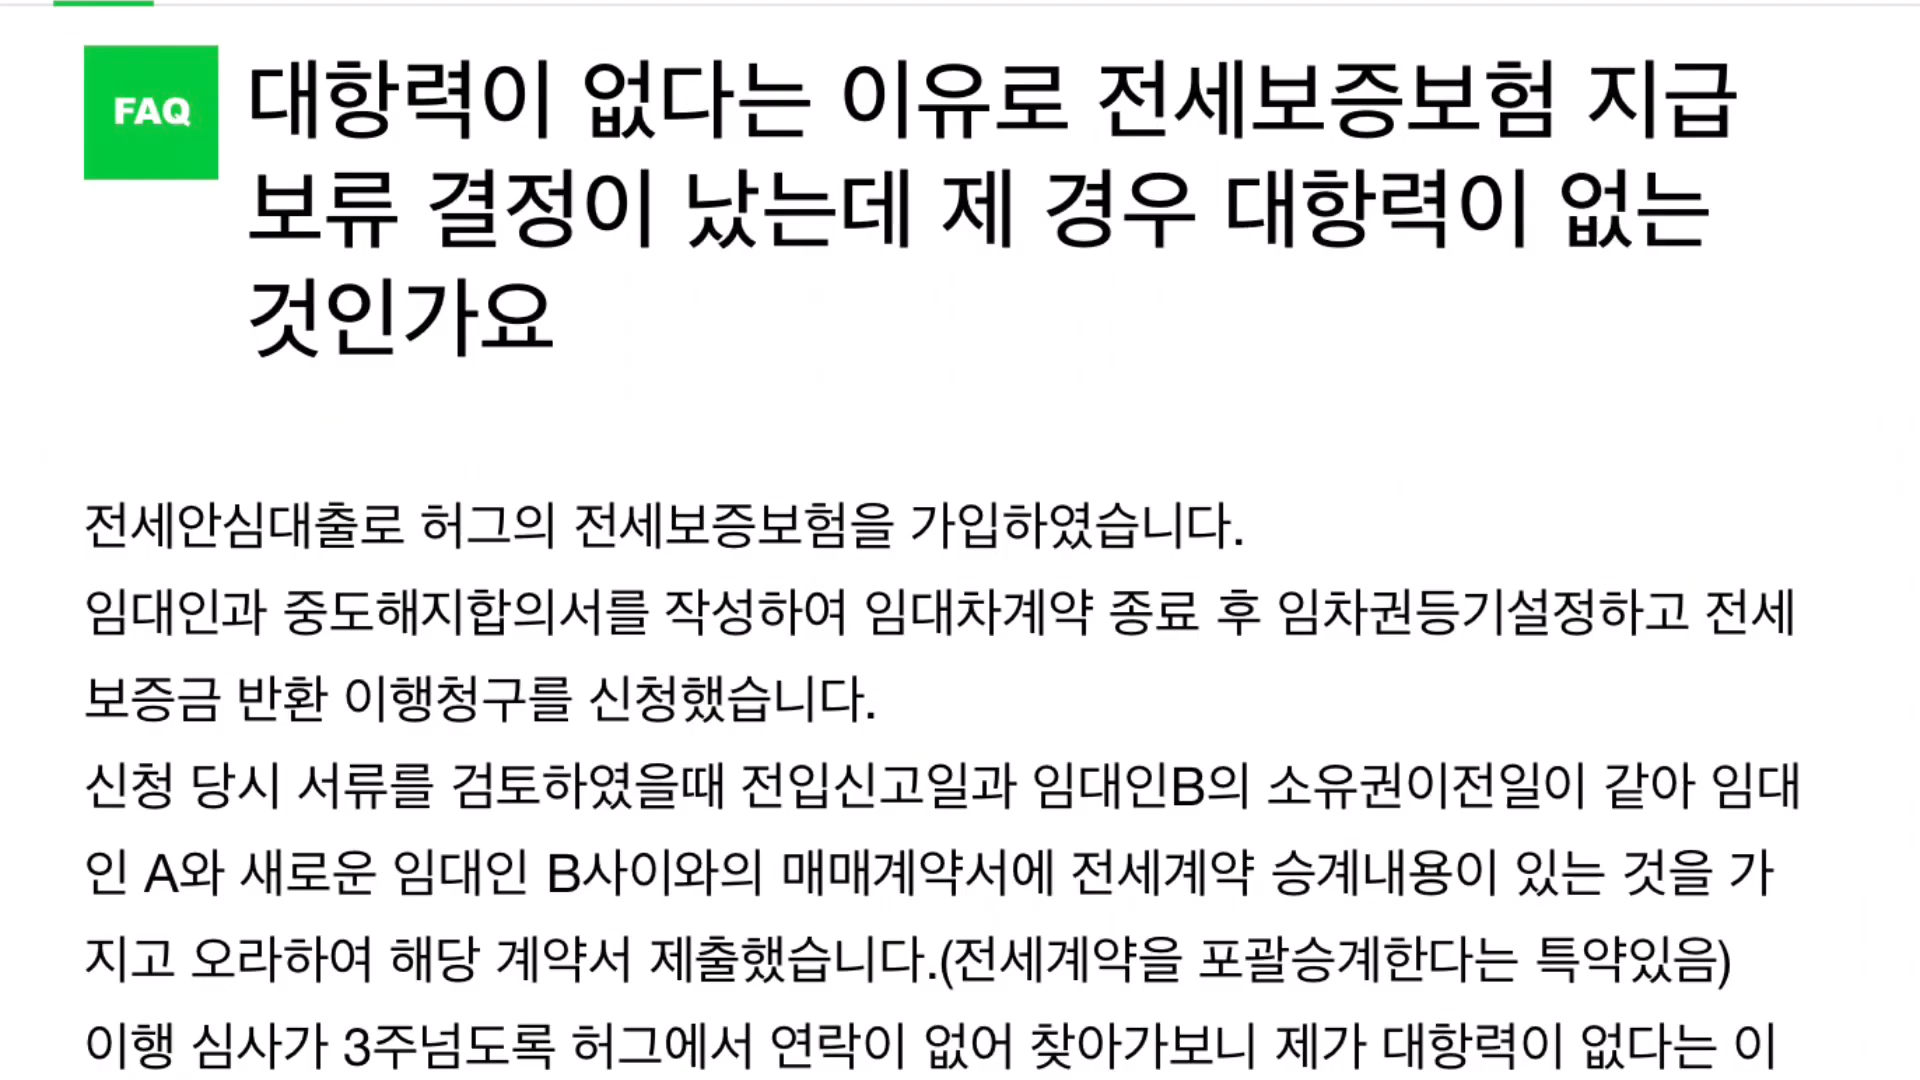 FAQ
대항력이 없다는 이유로 전세보증보험 지급
보류 결정이 났는데 제 경우 대항력이 없는
것인가요
전세안심대출로 허그의 전세보증보험을 가입하였습니다.
임대인과 중도해지합의서를 작성하여 임대차계약 종료 후 임차권등기설정하고 전세
보증금 반환 이행청구를 신청했습니다.
신청 당시 서류를 검토하였을때 전입신고일과 임대인B의 소유권이전일이 같아 임대
인 A와 새로운 임대인 B사이와의 매매계약서에 전세계약 승계내용이 있는 것을 가
지고 오라하여 해당 계약서 제출했습니다.(전세계약을 포괄승계한다는 특약있음)
이행 심사가 3주넘도록 허그에서 연락이 없어 찾아가보니 제가 대항력이 없다는 이